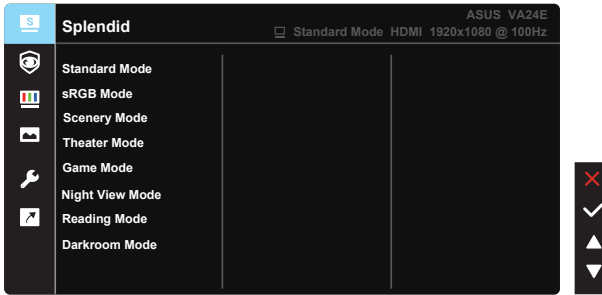 S
Splendid
ASUS VA24E
Standard Mode HDMI 1920x1080 @ 100Hz
Standard Mode
sRGB Mode
Scenery Mode
Theater Mode
Game Mode
Night View Mode
Reading Mode
Darkroom Mode